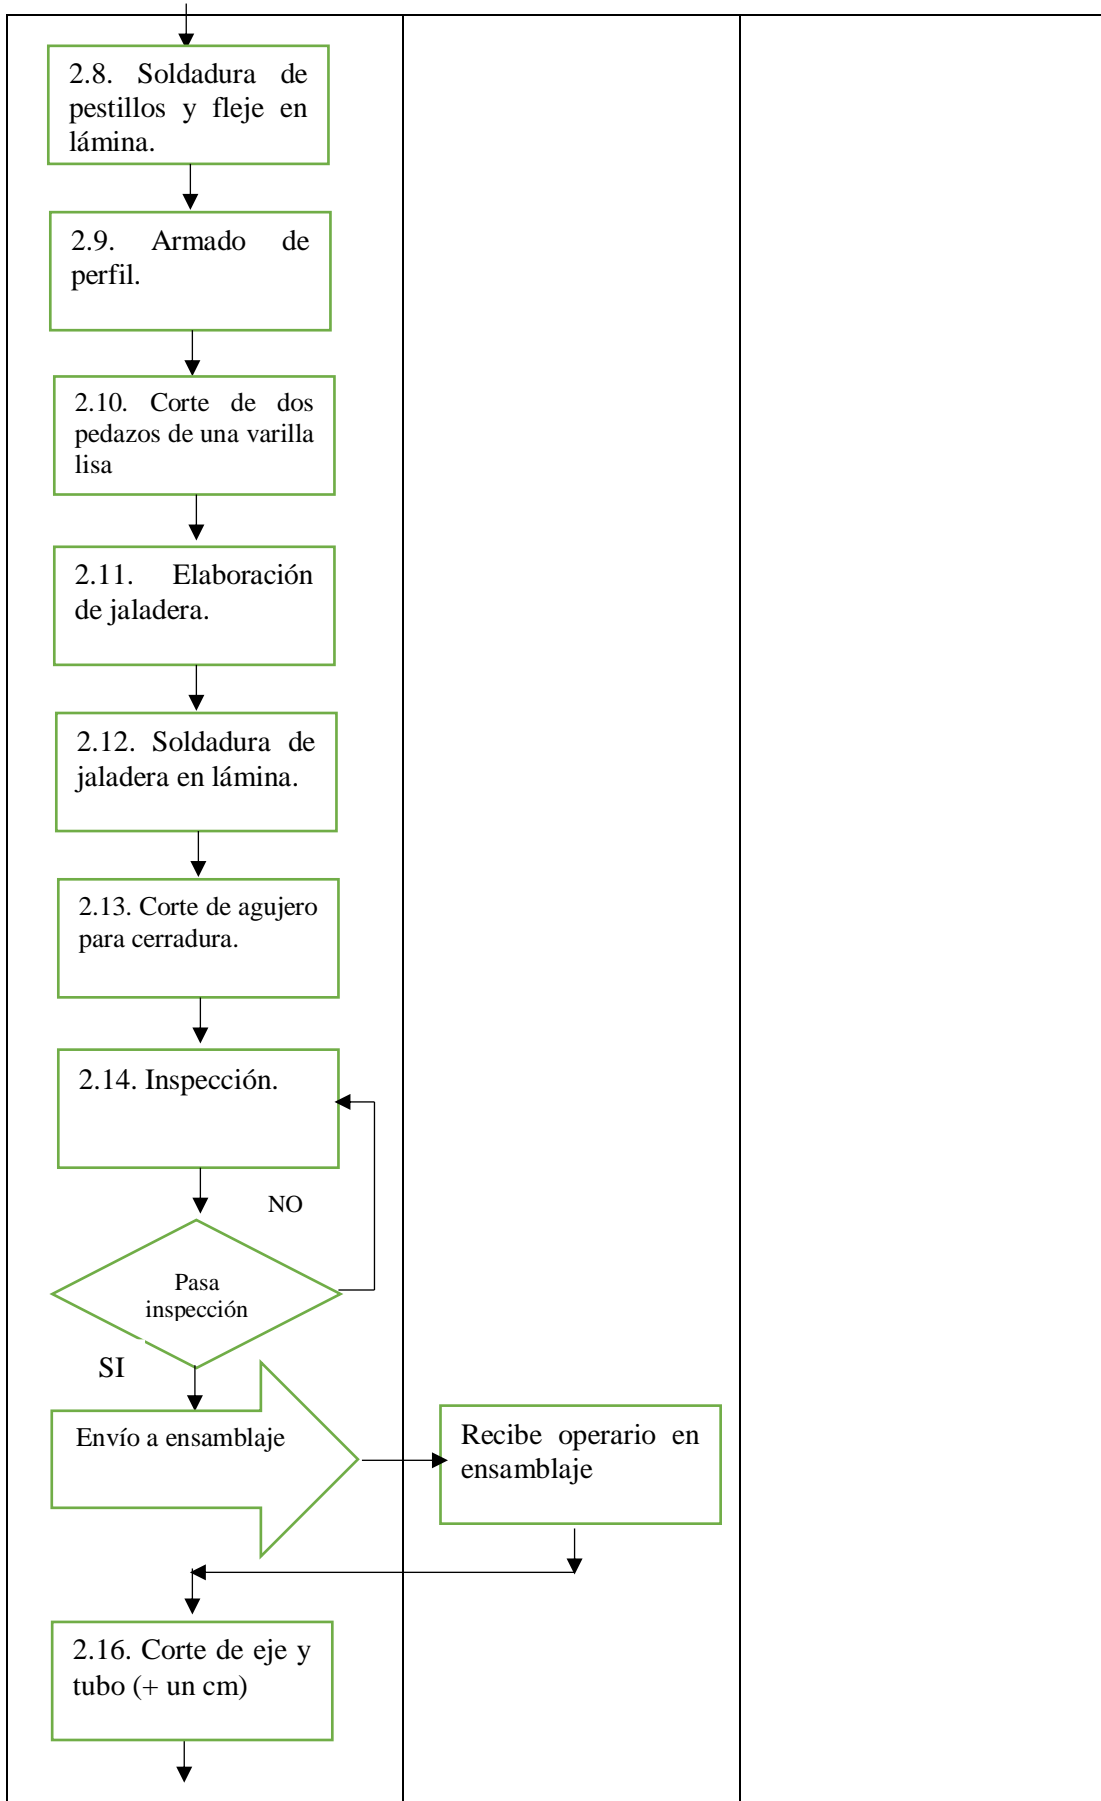 2.8. Soldadura de
pestillos y fleje en
lámina.
2.9. Armado de
perfil.
2.10. Corte de dos
pedazos de una varilla
lisa
2.11. Elaboración
de jaladera.
2.12. Soldadura de
jaladera en lámina.
2.13. Corte de agujero
para cerradura.
2.14. Inspección.
NO
Pasa
inspección
SI
Envío a ensamblaje
Recibe operario en
ensamblaje
2.16. Corte de eje y
tubo (+ un cm)